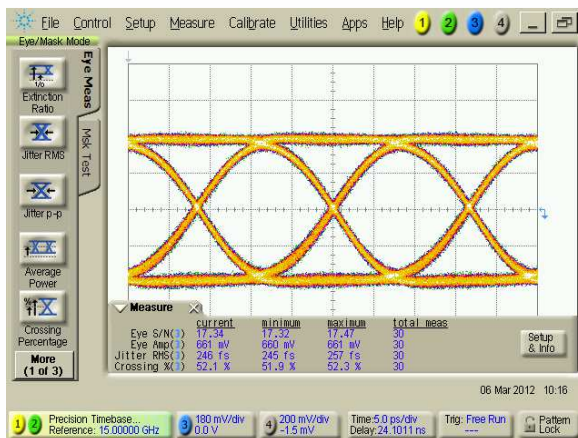 File Control Setup Measure Calibrate Utilities Apps Help 1 2 3 4
Eye/Mask Mode
Eye Meas
Msk Test
Extinction
Ratio
Jitter RMS
Jitter p-p
Average
Power
Crossing
Percentage
More
(1 of 3)
Measure
current minimum maximum total meas
Eye S/N(3) 17.34 17.32 17.47 30
Eye Amp(3) 661 mV 660 mV 661 mV 30
Jitter RMS(3) 246 fs 245 fs 257 fs 30
Crossing %(3) 52.1 % 51.9 % 52.3 % 30
Setup
& Info
06 Mar 2012 10:16
1 2 Precision Timebase...
Reference: 15.00000 GHz
3 180 mV/div
0.0 V
4 200 mV/div
-1.5 mV
Time:5.0 ps/div
Delay:24.1011 ns
Trig: Free Run
---
Pattern
Lock